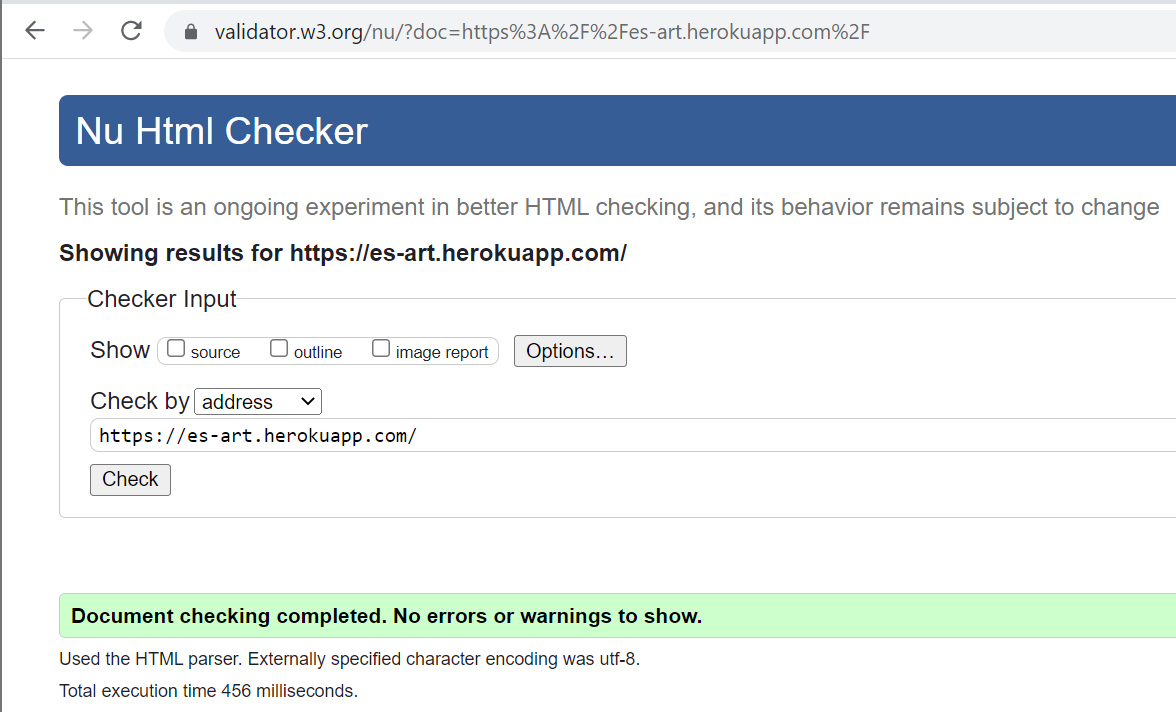 validator.w3.org/nu/?doc=https%3A%2F%2Fes-art.herokuapp.com%2F
Nu Html Checker
This tool is an ongoing experiment in better HTML checking, and its behavior remains subject to change
Showing results for https://es-art.herokuapp.com/
Checker Input
Show source outline image report Options...
Check by address
https://es-art.herokuapp.com/
Check
Document checking completed. No errors or warnings to show.
Used the HTML parser. Externally specified character encoding was utf-8.
Total execution time 456 milliseconds.